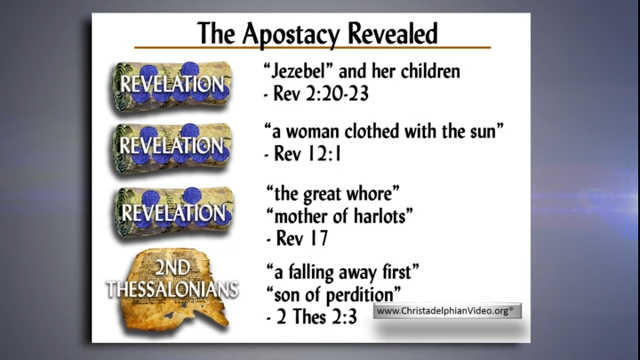 The Apostacy Revealed
REVELATION
“Jezebel” and her children
- Rev 2:20-23
REVELATION
“a woman clothed with the sun”
- Rev 12:1
REVELATION
“the great whore”
“mother of harlots”
- Rev 17
2ND
THESSALONIANS
“a falling away first”
“son of perdition”
- 2 Thes 2:3
www.ChristadelphianVideo.org®